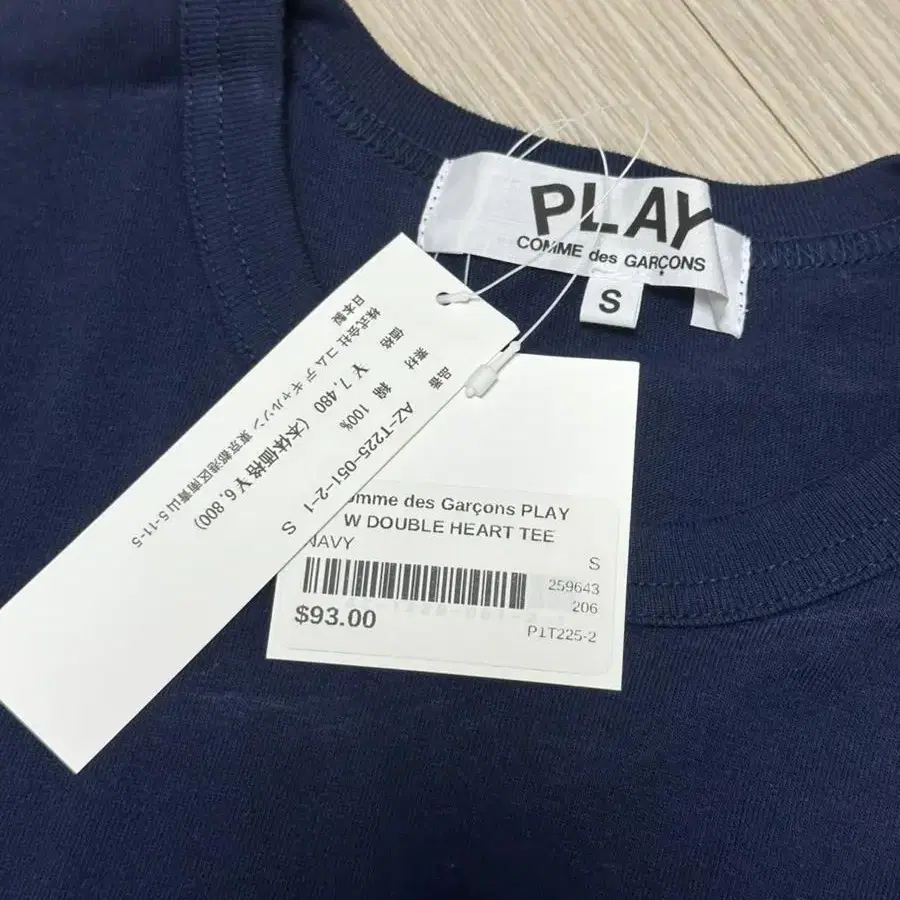 PLAY
COMME des GARÇONS
S
品番 AZ-T225-051-2-1 S
素材 綿 100%
価格 ¥ 7,480 (本体価格 ¥ 6,800)
株式会社 コム デ ギャルソン 東京都港区南青山 5-11-5
日本製
omme des Garçons PLAY
W DOUBLE HEART TEE
NAVY
S
259643
206
$93.00
P1T225-2